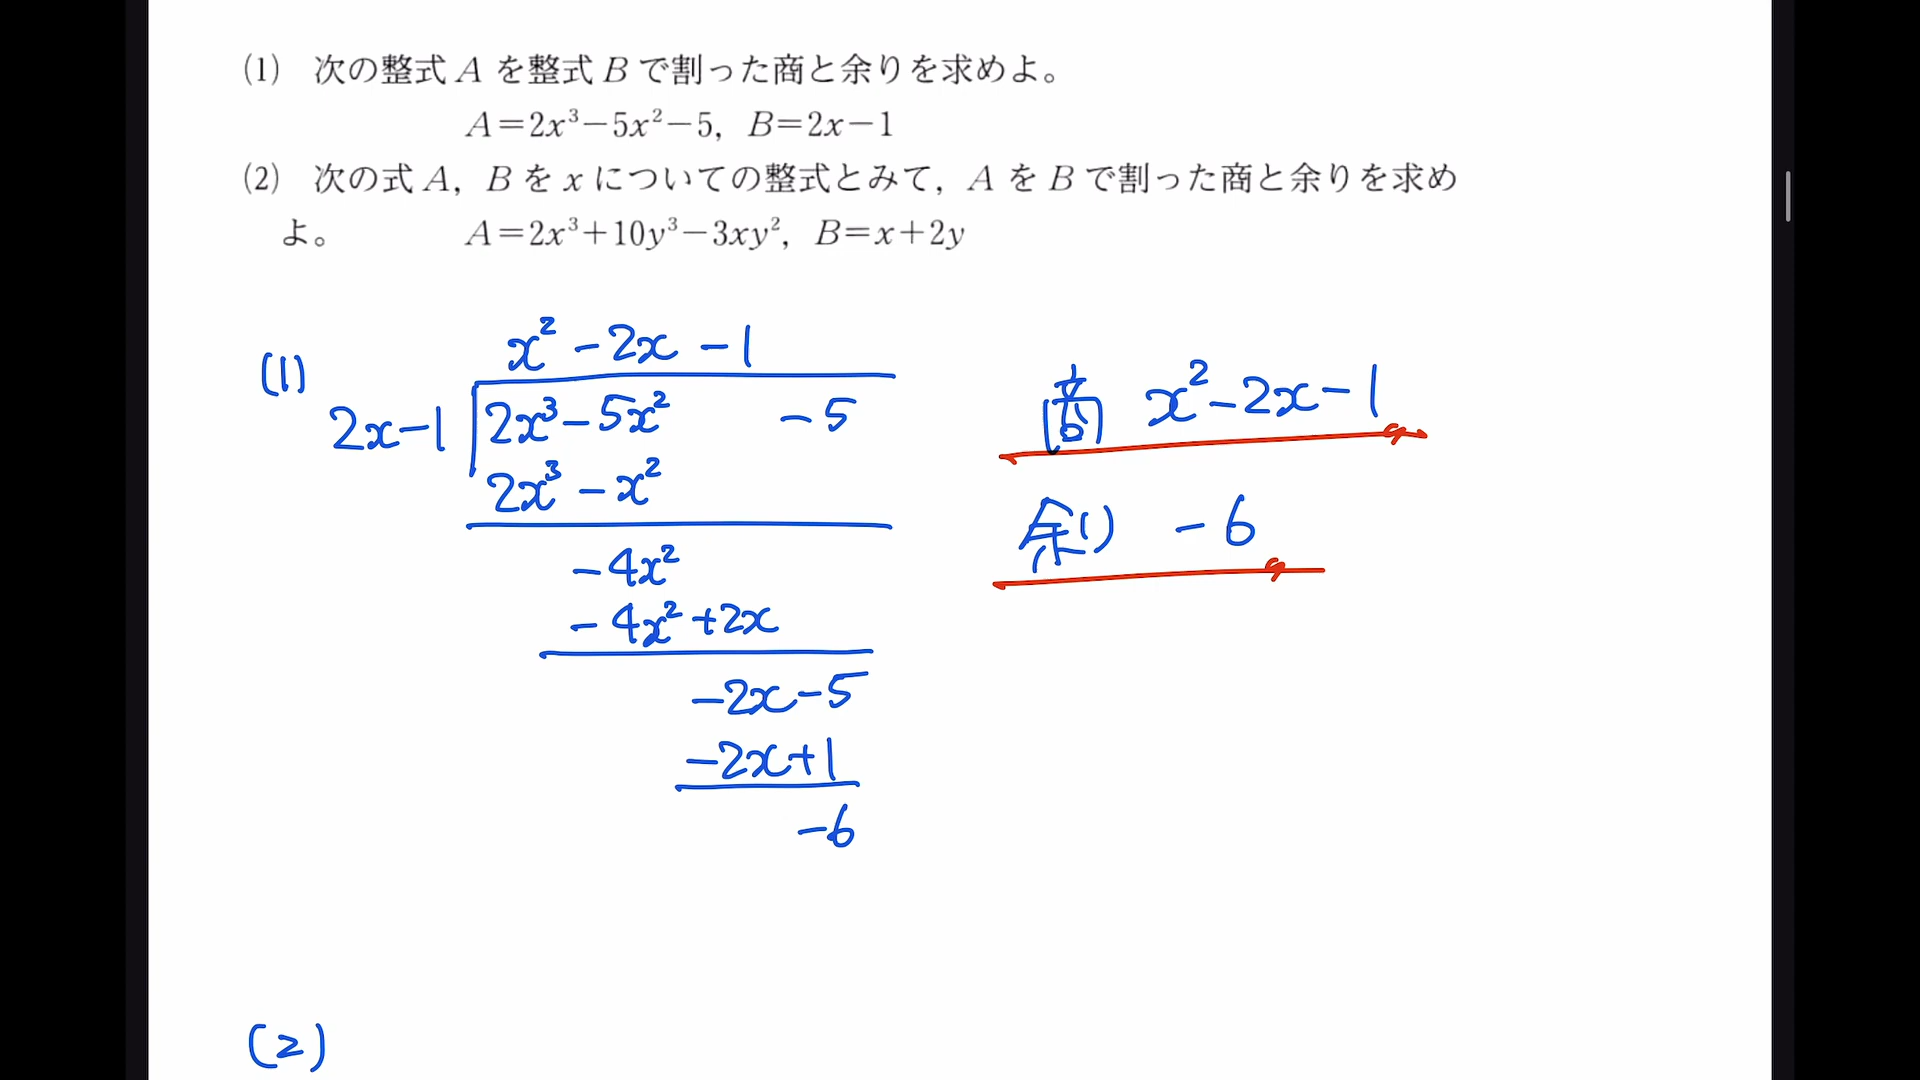 (1) 次の整式 A を整式 B で割った商と余りを求めよ。
A=2x³−5x²−5, B=2x−1
(2) 次の式 A, B を x についての整式とみて, A を B で割った商と余りを求め
よ。 A=2x³+10y³−3xy², B=x+2y
x² −2x −1
(1) 2x−1 2x³−5x² −5
2x³ − x²
−4x²
−4x² +2x
−2x−5
−2x+1
−6
商 x²−2x−1
余り −6
(2)